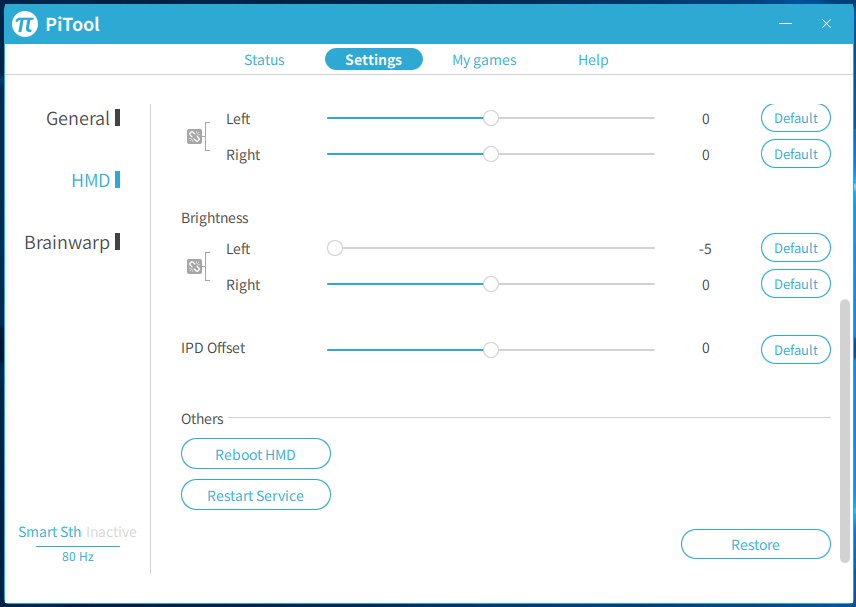 π PiTool
Status Settings My games Help
General
HMD
Brainwarp
Left 0 Default
Right 0 Default
Brightness
Left -5 Default
Right 0 Default
IPD Offset 0 Default
Others
Reboot HMD
Restart Service
Restore
Smart Sth Inactive
80 Hz